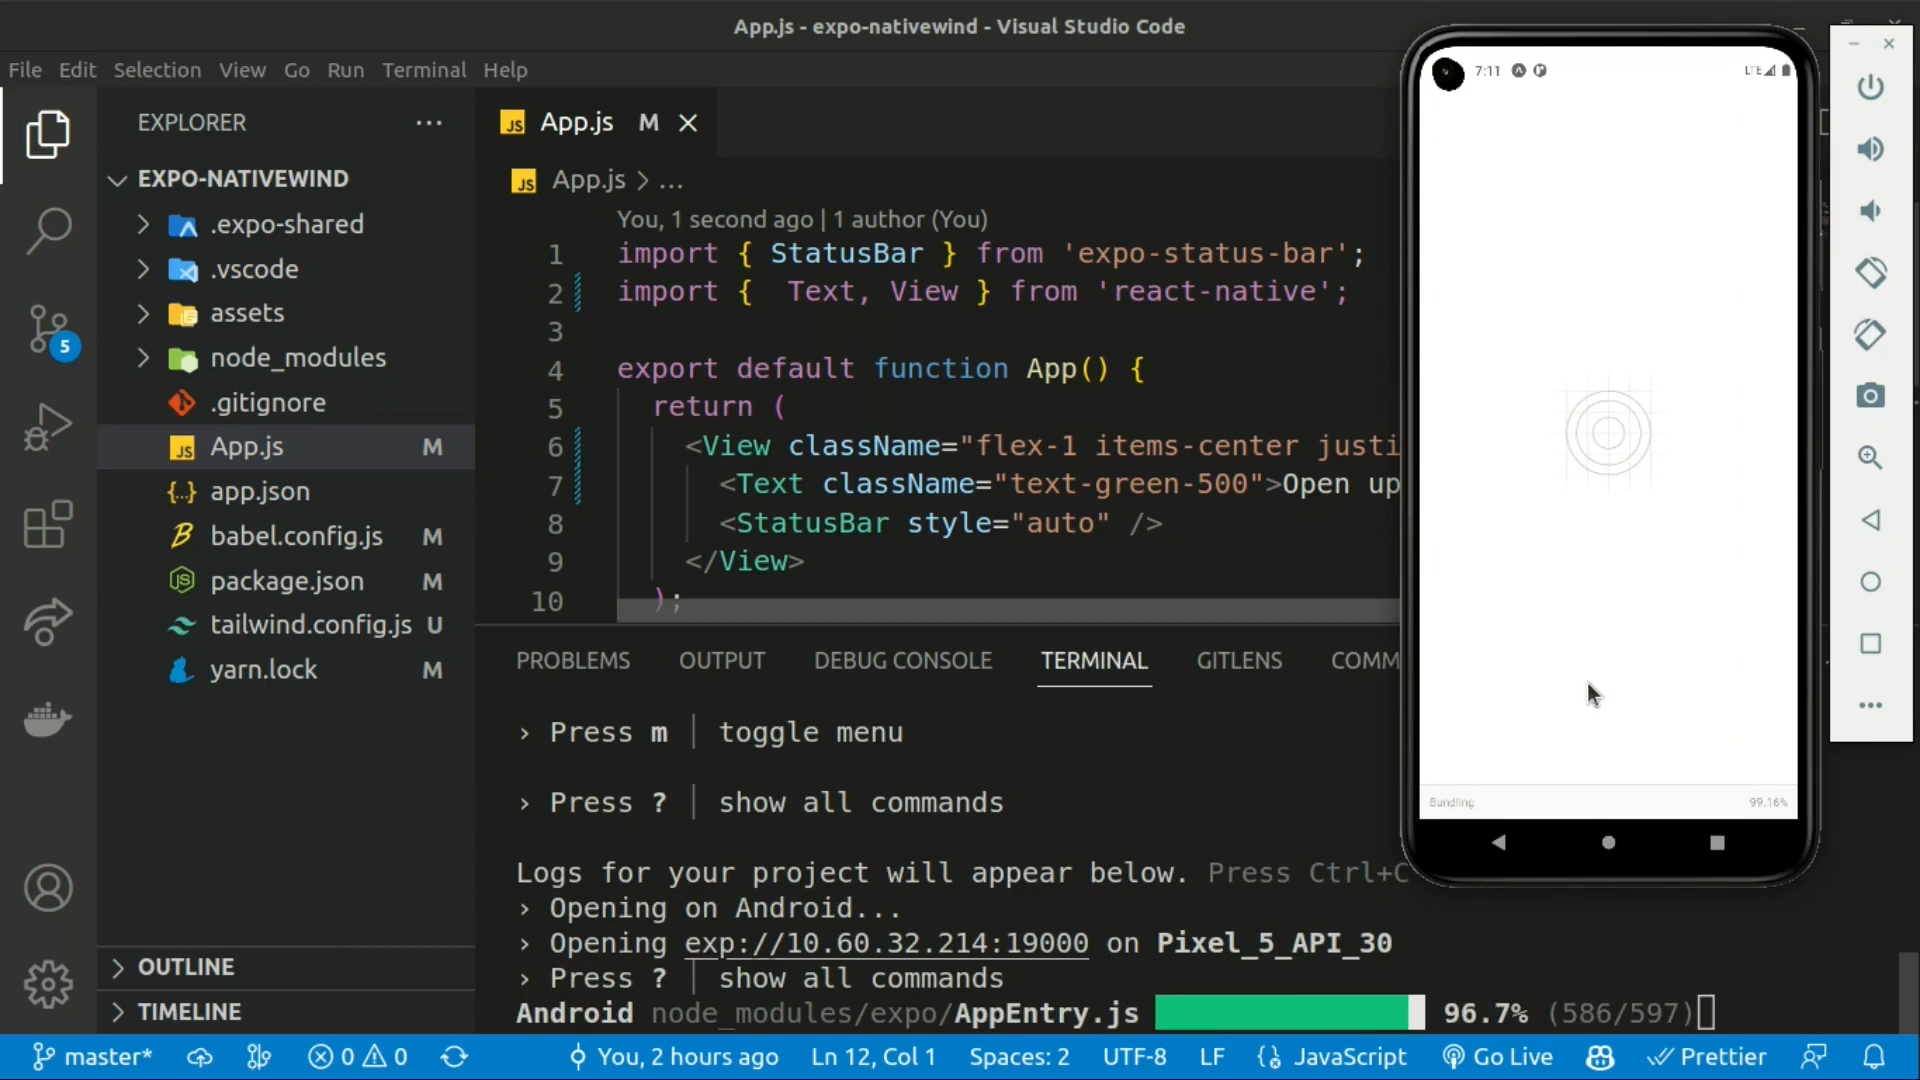 App.js - expo-nativewind - Visual Studio Code
File Edit Selection View Go Run Terminal Help
EXPLORER
EXPO-NATIVEWIND
.expo-shared
.vscode
assets
node_modules
.gitignore
App.js M
app.json
babel.config.js M
package.json M
tailwind.config.js U
yarn.lock M
OUTLINE
TIMELINE
5
App.js M
App.js > ...
You, 1 second ago | 1 author (You)
1 import { StatusBar } from 'expo-status-bar';
2 import {  Text, View } from 'react-native';
3
4 export default function App() {
5 return (
6 <View className="flex-1 items-center justi
7 <Text className="text-green-500">Open up
8 <StatusBar style="auto" />
9 </View>
10 );
PROBLEMS OUTPUT DEBUG CONSOLE TERMINAL GITLENS COMM
› Press m │ toggle menu
› Press ? │ show all commands
Logs for your project will appear below. Press Ctrl+C
› Opening on Android...
› Opening exp://10.60.32.214:19000 on Pixel_5_API_30
› Press ? │ show all commands
Android node_modules/expo/AppEntry.js 96.7% (586/597)
7:11 LTE
Bundling 99.16%
master* 0 0 You, 2 hours ago Ln 12, Col 1 Spaces: 2 UTF-8 LF JavaScript Go Live Prettier